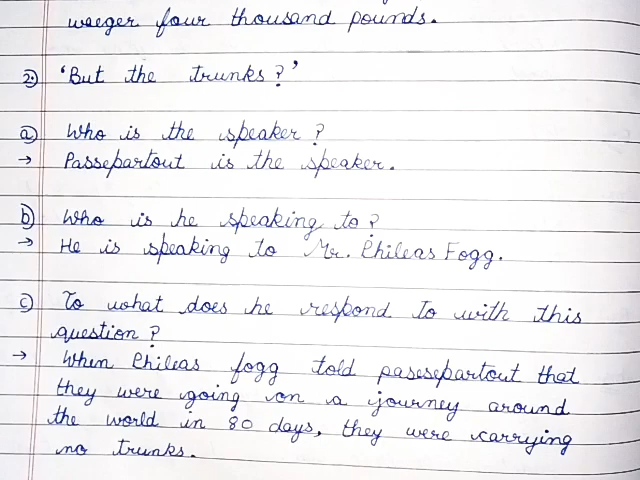 waeger four thousand pounds.
2) 'But the trunks?'
a) Who is the speaker?
→ Passepartout is the speaker.
b) Who is he speaking to?
→ He is speaking to Mr. Phileas Fogg.
c) To what does he respond to with this
question?
→ When Phileas fogg told pasesepartout that
they were going on a journey around
the world in 80 days, they were carrying
no trunks.